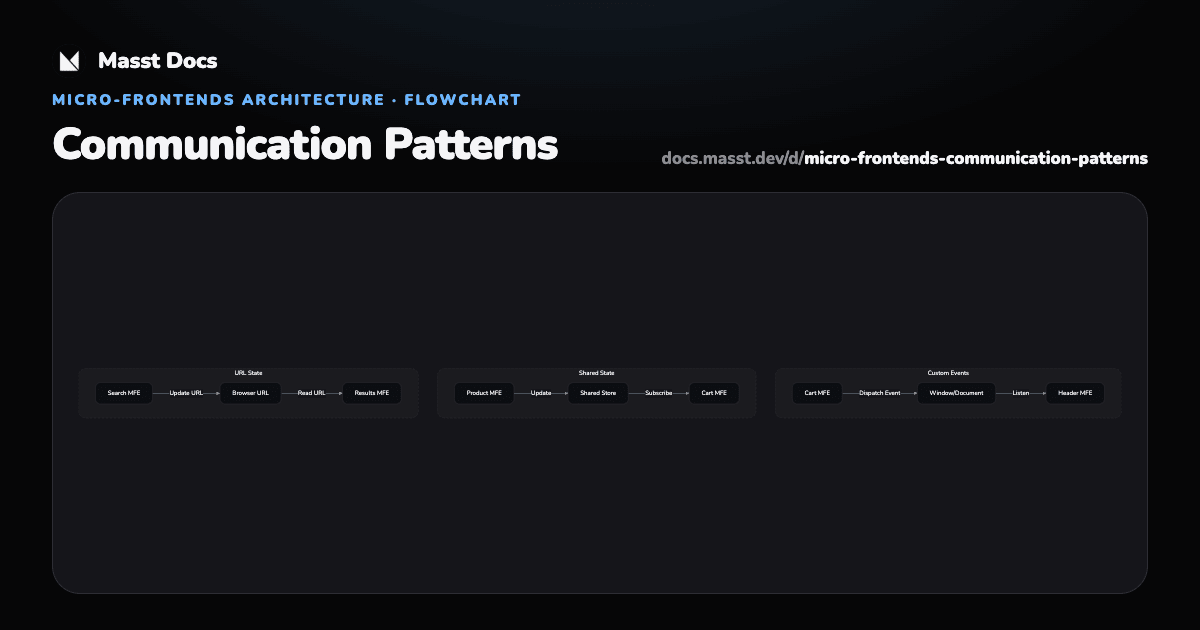 Masst Docs
MICRO-FRONTENDS ARCHITECTURE · FLOWCHART
Communication Patterns
docs.masst.dev/d/micro-frontends-communication-patterns
URL State
Search MFE
Update URL
Browser URL
Read URL
Results MFE
Shared State
Product MFE
Update
Shared Store
Subscribe
Cart MFE
Custom Events
Cart MFE
Dispatch Event
Window/Document
Listen
Header MFE